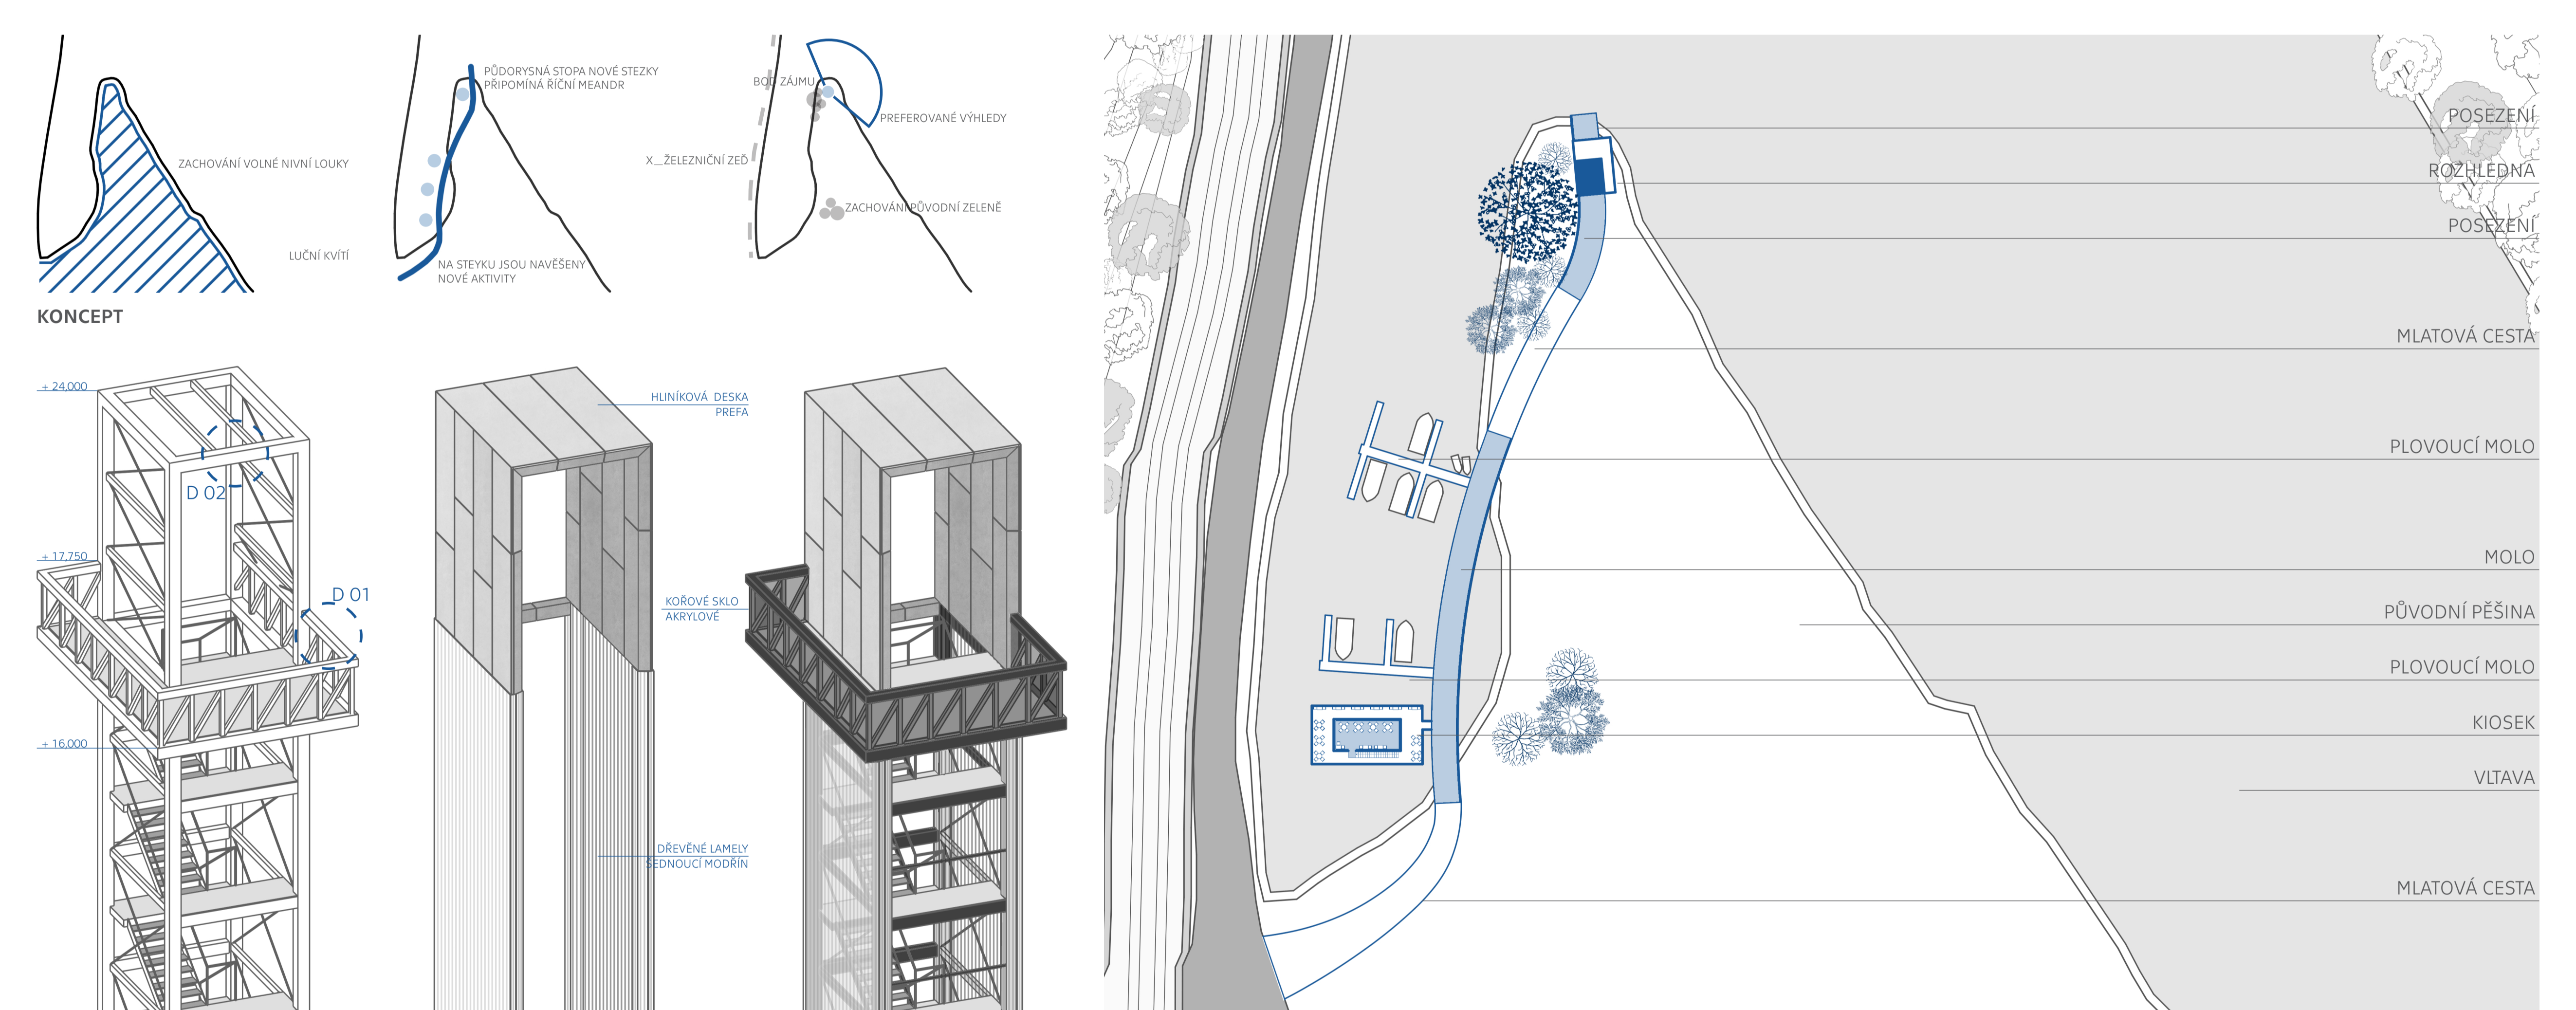 ZACHOVÁNÍ VOLNÉ NIVNÍ LOUKY
LUČNÍ KVÍTÍ
PŮDORYSNÁ STOPA NOVÉ STEZKY
PŘIPOMÍNÁ ŘÍČNÍ MEANDR
NA STEYKU JSOU NAVĚŠENY
NOVÉ AKTIVITY
BOD ZÁJMU
PREFEROVANÉ VÝHLEDY
X_ŽELEZNIČNÍ ZEĎ
ZACHOVÁNÍ PŮVODNÍ ZELENĚ
KONCEPT
+ 24,000
D 02
+ 17,750
D 01
+ 16,000
HLINÍKOVÁ DESKA
PREFA
KOŘOVÉ SKLO
AKRYLOVÉ
DŘEVĚNÉ LAMELY
ŠEDNOUCÍ MODŘÍN
POSEZENÍ
ROZHLEDNA
POSEZENÍ
MLATOVÁ CESTA
PLOVOUCÍ MOLO
MOLO
PŮVODNÍ PĚŠINA
PLOVOUCÍ MOLO
KIOSEK
VLTAVA
MLATOVÁ CESTA